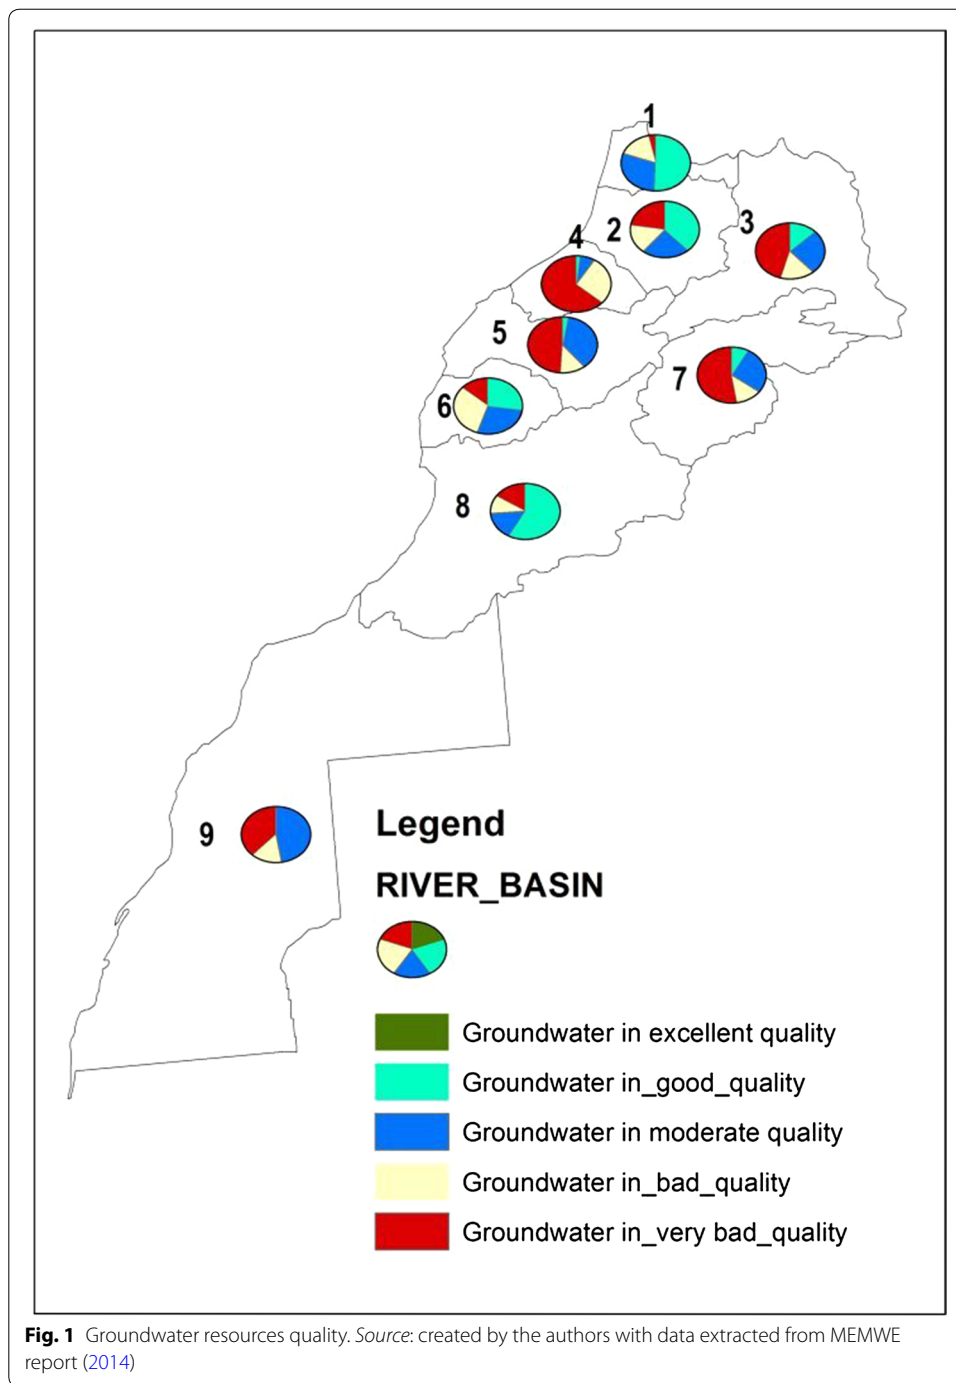 1
2
3
4
5
6
7
8
9
Legend
RIVER_BASIN
Groundwater in excellent quality
Groundwater in_good_quality
Groundwater in moderate quality
Groundwater in_bad_quality
Groundwater in_very bad_quality
Fig. 1 Groundwater resources quality. Source: created by the authors with data extracted from MEMWE
report (2014)